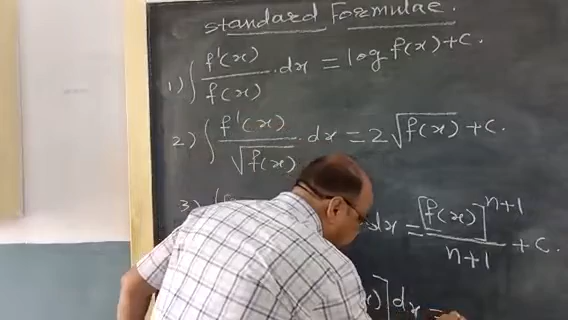 standard Formulae.
1) ∫ f'(x)/f(x) . dx = log f(x) + c.
2) ∫ f'(x)/√f(x) . dx = 2√f(x) + c.
3) dx = [f(x)]^(n+1)/(n+1) + c.
x)] dx =